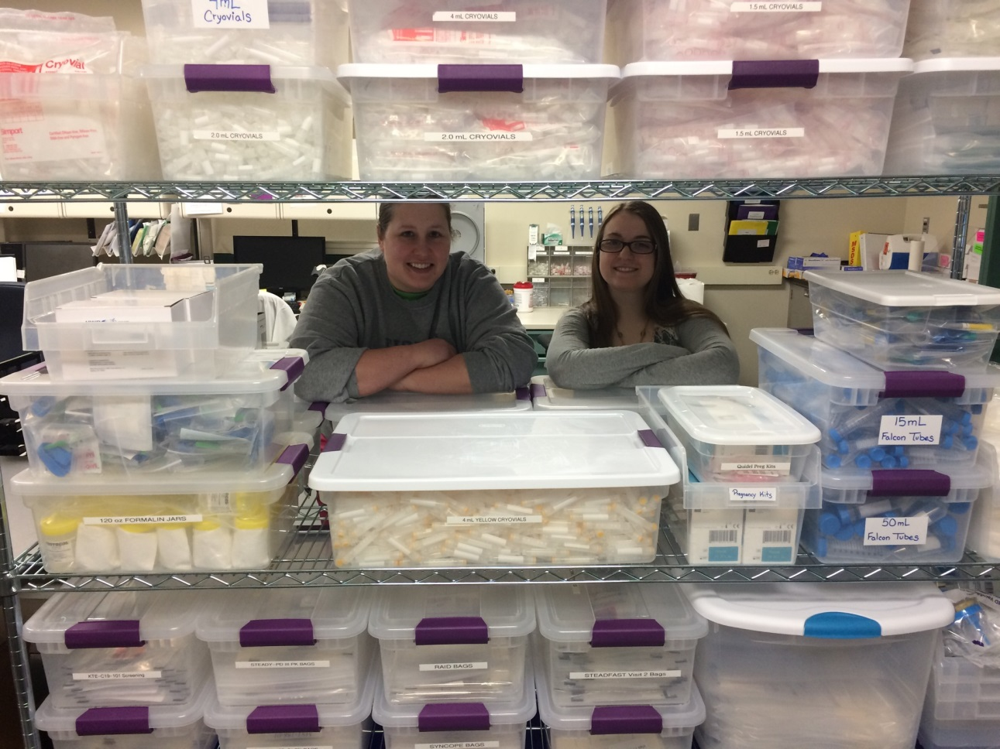 4mL
Cryovials
4 mL CRYOVIALS
1.5 mL CRYOVIALS
Cryovial
Simport
2.0 mL CRYOVIALS
2.0 mL CRYOVIALS
1.5 mL CRYOVIALS
MSDS
15mL
Falcon Tubes
Quidel Preg Kits
Pregnancy Kits
120 oz FORMALIN JARS
4mL YELLOW CRYOVIALS
50mL
Falcon Tubes
KTE-C19-101 Screening
STEADY-PD III PK BAGS
RAID BAGS
STEADFAST Visit 2 Bags
SYNCOPE BAGS